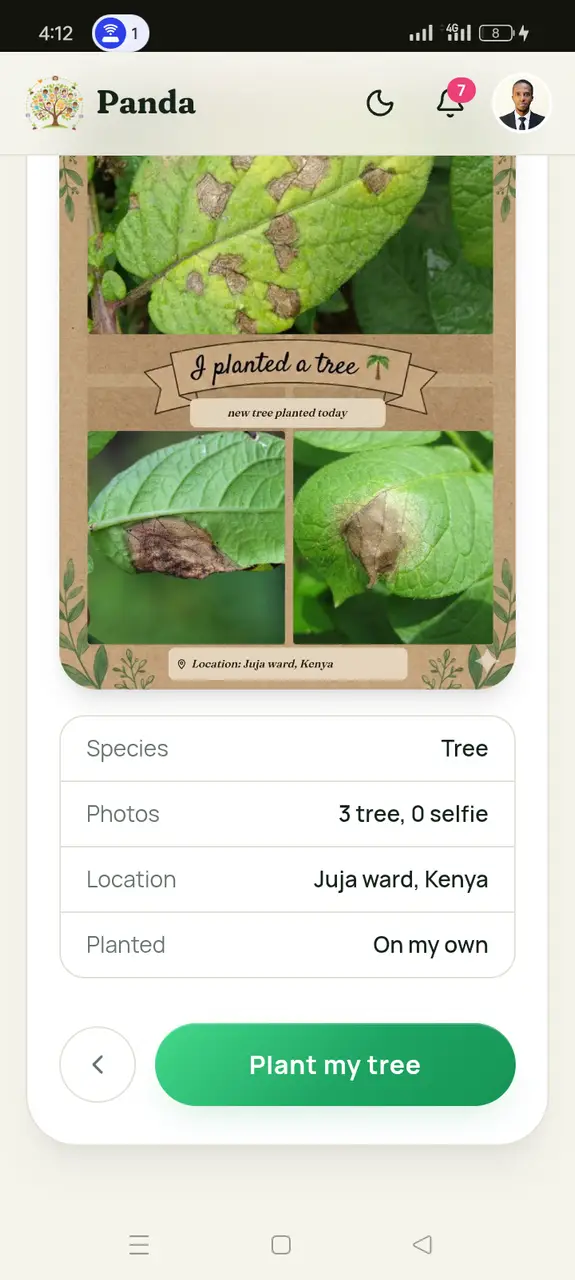 4:12
1
4G
8
Panda
7
I planted a tree 🌴
new tree planted today
Location: Juja ward, Kenya
Species Tree
Photos 3 tree, 0 selfie
Location Juja ward, Kenya
Planted On my own
Plant my tree